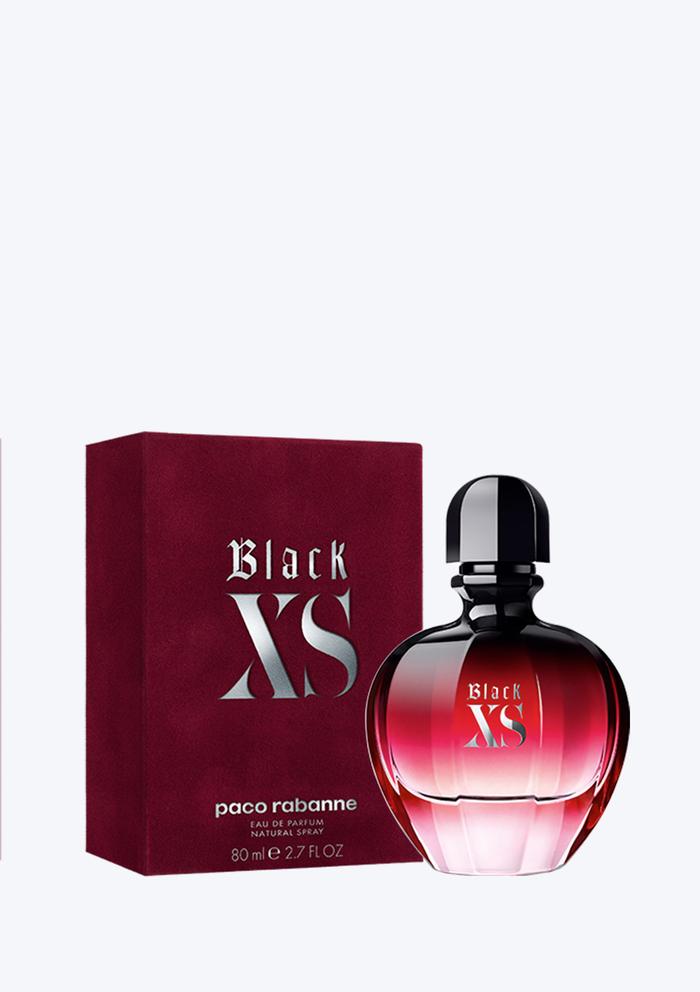 Black
XS
paco rabanne
EAU DE PARFUM
NATURAL SPRAY
80 ml ℮ 2.7 FL OZ
Black
XS